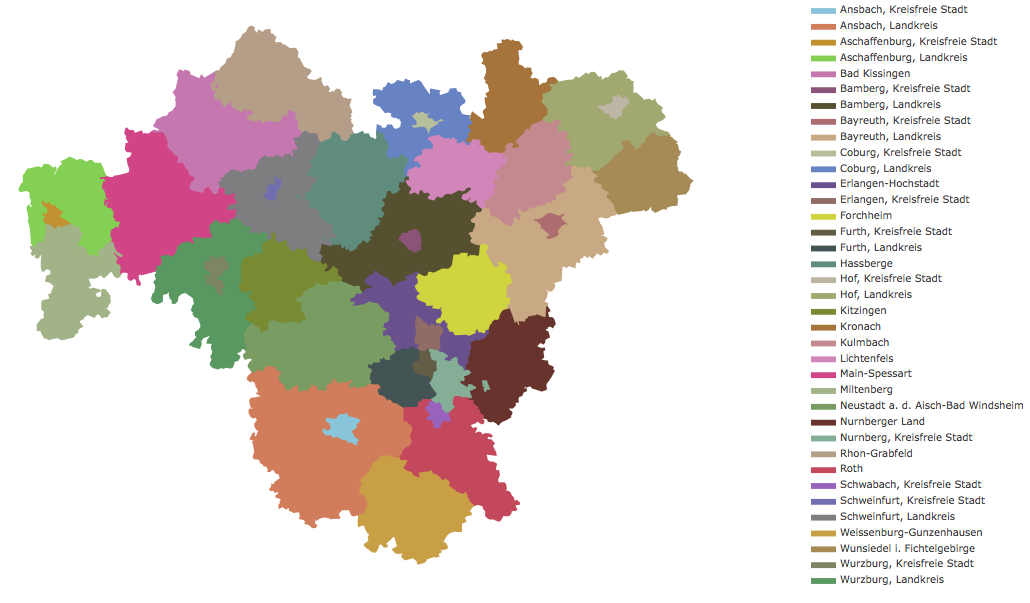 Ansbach, Kreisfreie Stadt
Ansbach, Landkreis
Aschaffenburg, Kreisfreie Stadt
Aschaffenburg, Landkreis
Bad Kissingen
Bamberg, Kreisfreie Stadt
Bamberg, Landkreis
Bayreuth, Kreisfreie Stadt
Bayreuth, Landkreis
Coburg, Kreisfreie Stadt
Coburg, Landkreis
Erlangen-Hochstadt
Erlangen, Kreisfreie Stadt
Forchheim
Furth, Kreisfreie Stadt
Furth, Landkreis
Hassberge
Hof, Kreisfreie Stadt
Hof, Landkreis
Kitzingen
Kronach
Kulmbach
Lichtenfels
Main-Spessart
Miltenberg
Neustadt a. d. Aisch-Bad Windsheim
Nurnberger Land
Nurnberg, Kreisfreie Stadt
Rhon-Grabfeld
Roth
Schwabach, Kreisfreie Stadt
Schweinfurt, Kreisfreie Stadt
Schweinfurt, Landkreis
Weissenburg-Gunzenhausen
Wunsiedel i. Fichtelgebirge
Wurzburg, Kreisfreie Stadt
Wurzburg, Landkreis